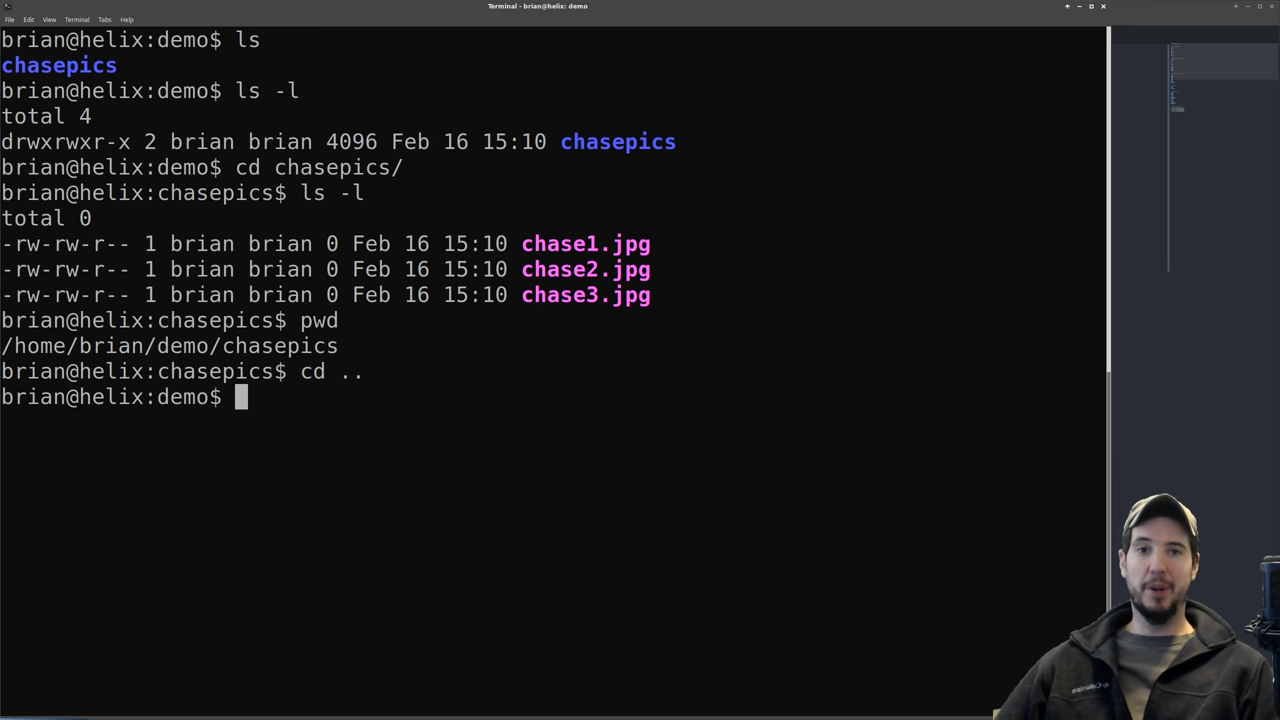 Terminal - brian@helix: demo
File Edit View Terminal Tabs Help
brian@helix:demo$ ls
chasepics
brian@helix:demo$ ls -l
total 4
drwxrwxr-x 2 brian brian 4096 Feb 16 15:10 chasepics
brian@helix:demo$ cd chasepics/
brian@helix:chasepics$ ls -l
total 0
-rw-rw-r-- 1 brian brian 0 Feb 16 15:10 chase1.jpg
-rw-rw-r-- 1 brian brian 0 Feb 16 15:10 chase2.jpg
-rw-rw-r-- 1 brian brian 0 Feb 16 15:10 chase3.jpg
brian@helix:chasepics$ pwd
/home/brian/demo/chasepics
brian@helix:chasepics$ cd ..
brian@helix:demo$